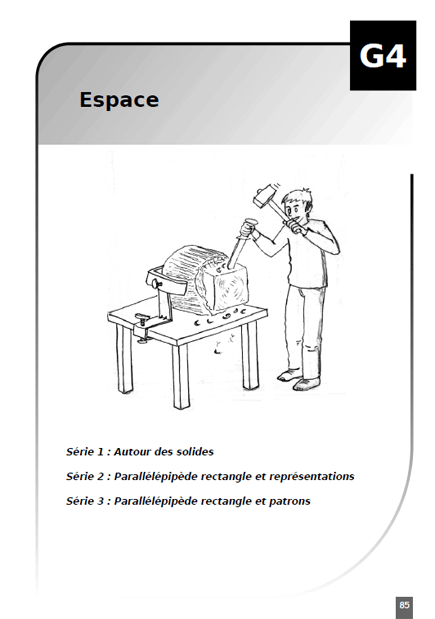 G4
Espace
Série 1 : Autour des solides
Série 2 : Parallélépipède rectangle et représentations
Série 3 : Parallélépipède rectangle et patrons
85